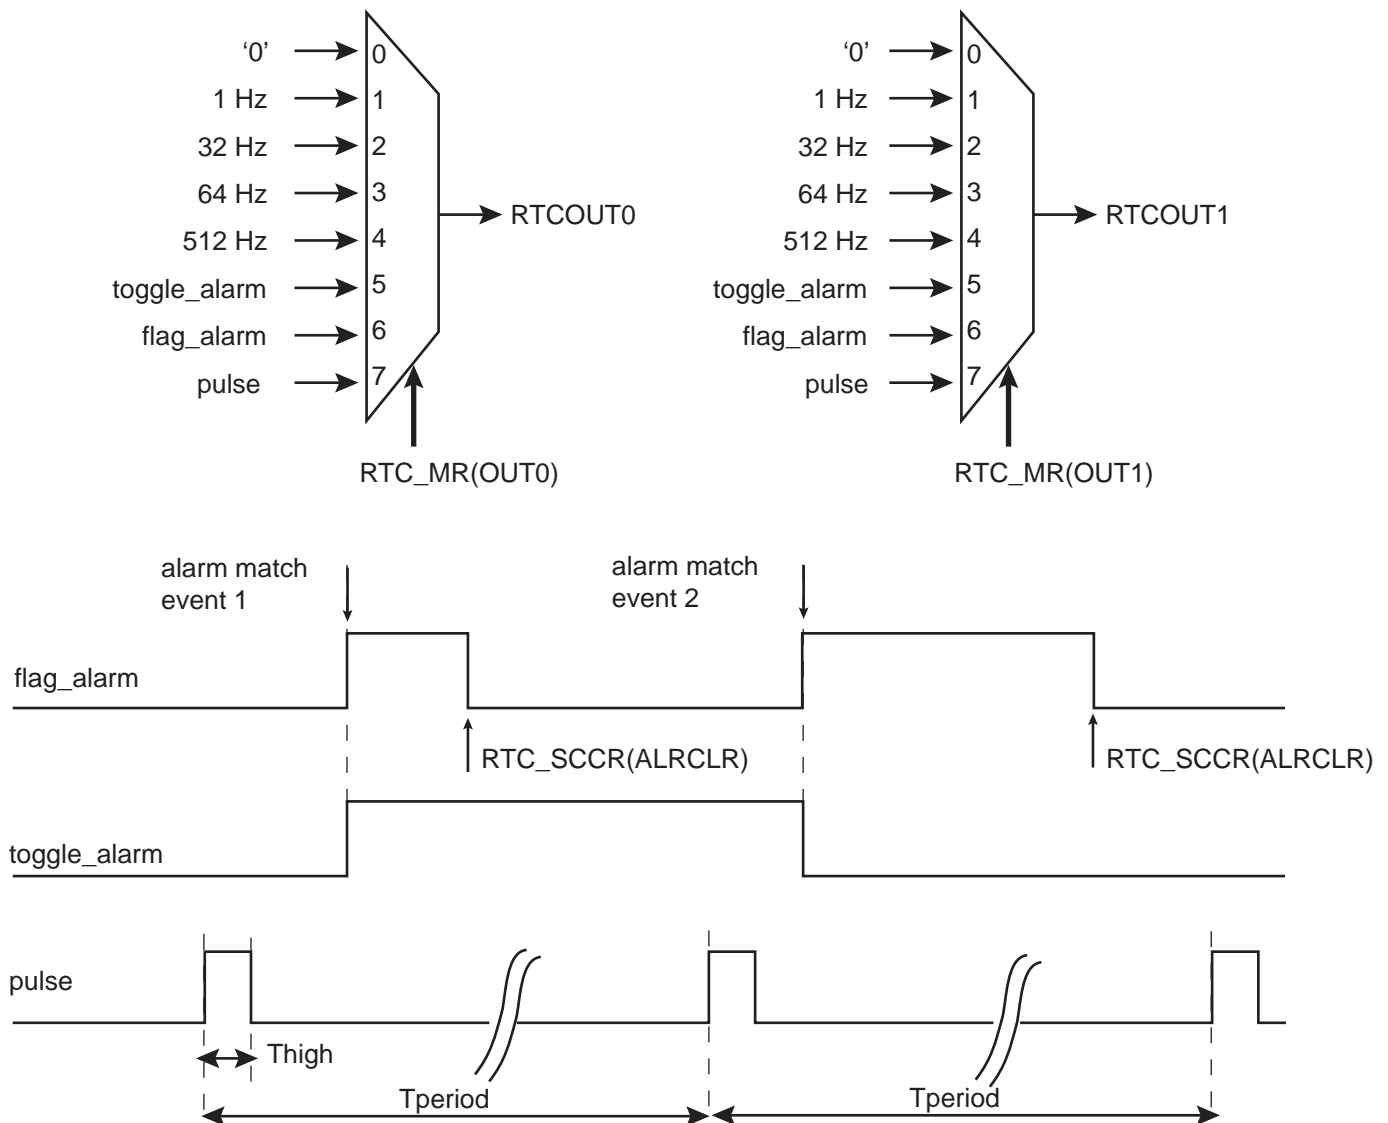 ‘0’
0
1 Hz
1
32 Hz
2
64 Hz
3
512 Hz
4
toggle_alarm
5
flag_alarm
6
pulse
7
RTCOUT0
RTC_MR(OUT0)
‘0’
0
1 Hz
1
32 Hz
2
64 Hz
3
512 Hz
4
toggle_alarm
5
flag_alarm
6
pulse
7
RTCOUT1
RTC_MR(OUT1)
alarm match
event 1
alarm match
event 2
flag_alarm
RTC_SCCR(ALRCLR)
RTC_SCCR(ALRCLR)
toggle_alarm
pulse
Thigh
Tperiod
Tperiod